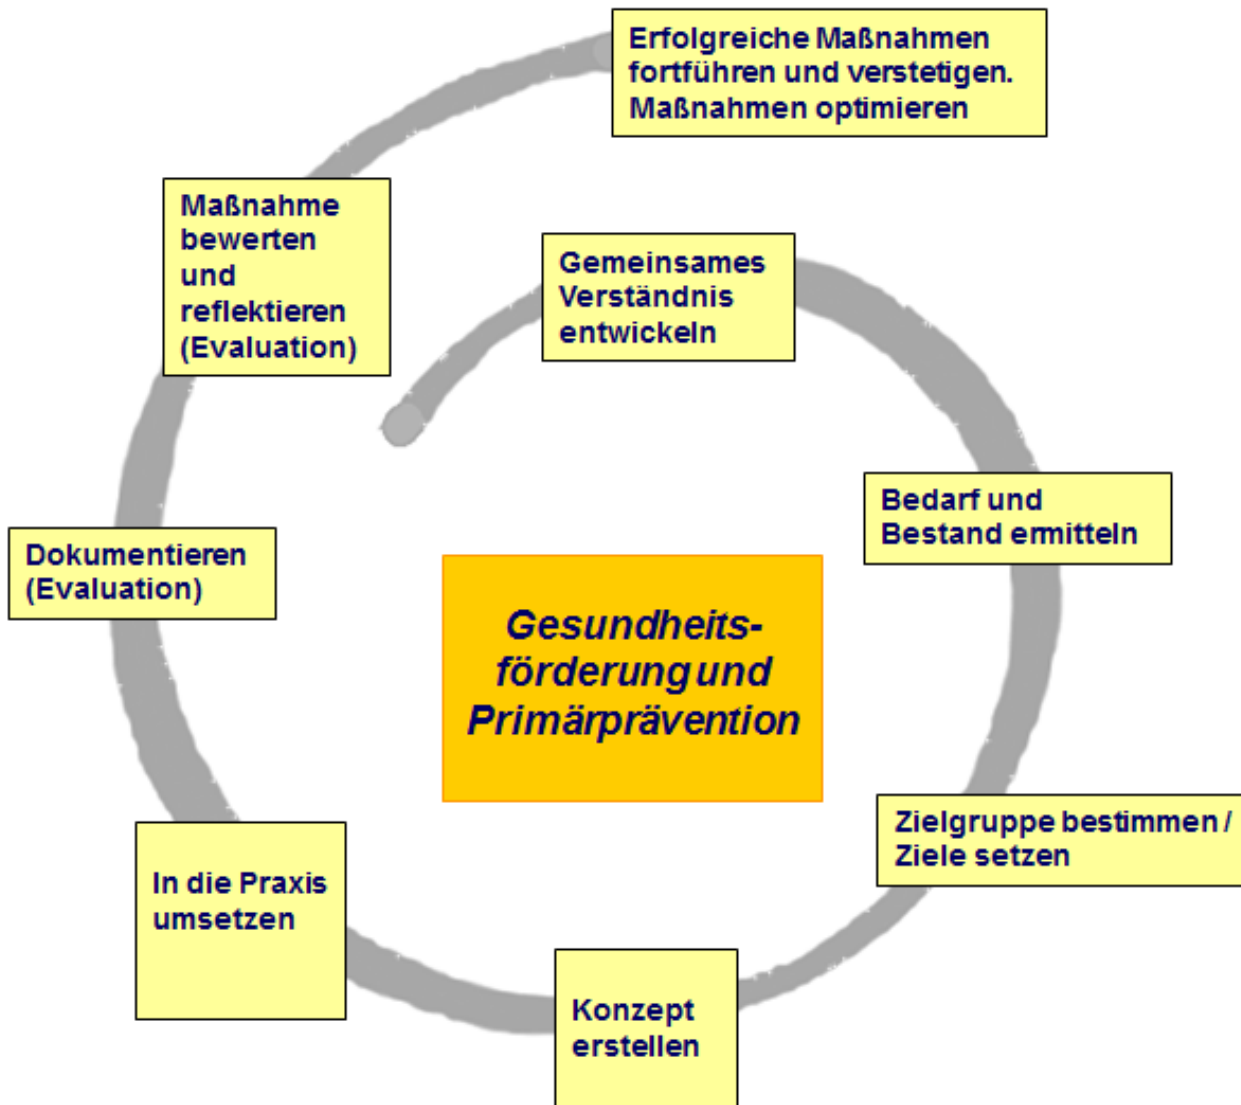 Erfolgreiche Maßnahmen
fortführen und verstetigen.
Maßnahmen optimieren
Maßnahme
bewerten
und
reflektieren
(Evaluation)
Gemeinsames
Verständnis
entwickeln
Bedarf und
Bestand ermitteln
Dokumentieren
(Evaluation)
Gesundheits-
förderung und
Primärprävention
Zielgruppe bestimmen /
Ziele setzen
In die Praxis
umsetzen
Konzept
erstellen